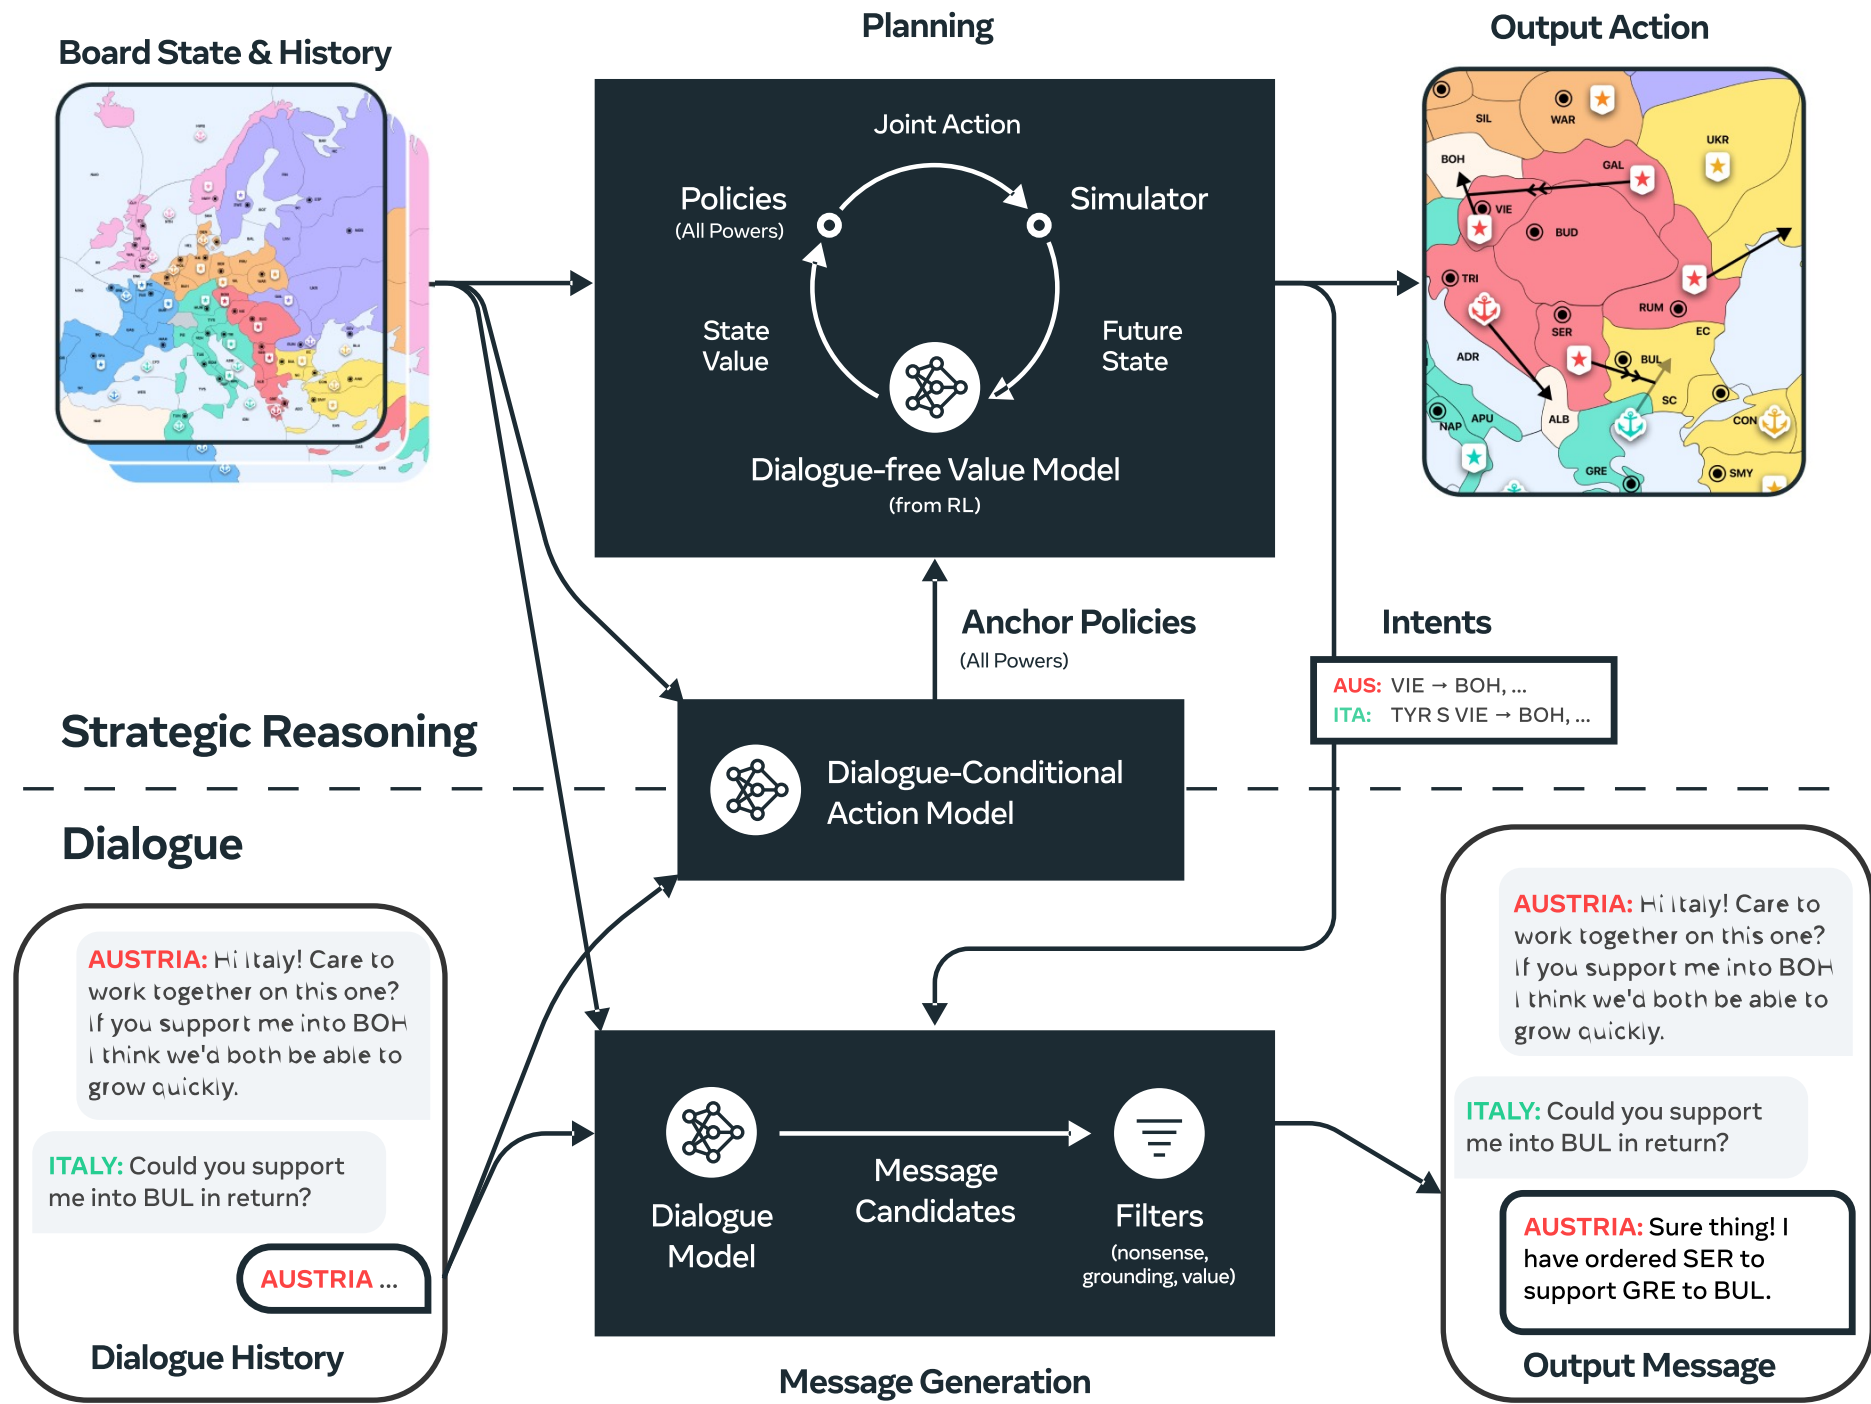 Board State & History
Planning
Output Action
Joint Action
Policies
(All Powers)
Simulator
State
Value
Future
State
Dialogue-free Value Model
(from RL)
SIL
WAR
UKR
BOH
GAL
VIE
BUD
TRI
RUM
SER
EC
ADR
BUL
SC
ALB
CON
NAP
APU
GRE
SMY
Anchor Policies
(All Powers)
Intents
AUS: VIE → BOH, ...
ITA: TYR S VIE → BOH, ...
Strategic Reasoning
Dialogue-Conditional
Action Model
Dialogue
AUSTRIA: Hi Italy! Care to
work together on this one?
If you support me into BOH
I think we'd both be able to
grow quickly.
ITALY: Could you support
me into BUL in return?
AUSTRIA ...
Dialogue History
Dialogue
Model
Message
Candidates
Filters
(nonsense,
grounding, value)
Message Generation
AUSTRIA: Hi Italy! Care to
work together on this one?
If you support me into BOH
I think we'd both be able to
grow quickly.
ITALY: Could you support
me into BUL in return?
AUSTRIA: Sure thing! I
have ordered SER to
support GRE to BUL.
Output Message